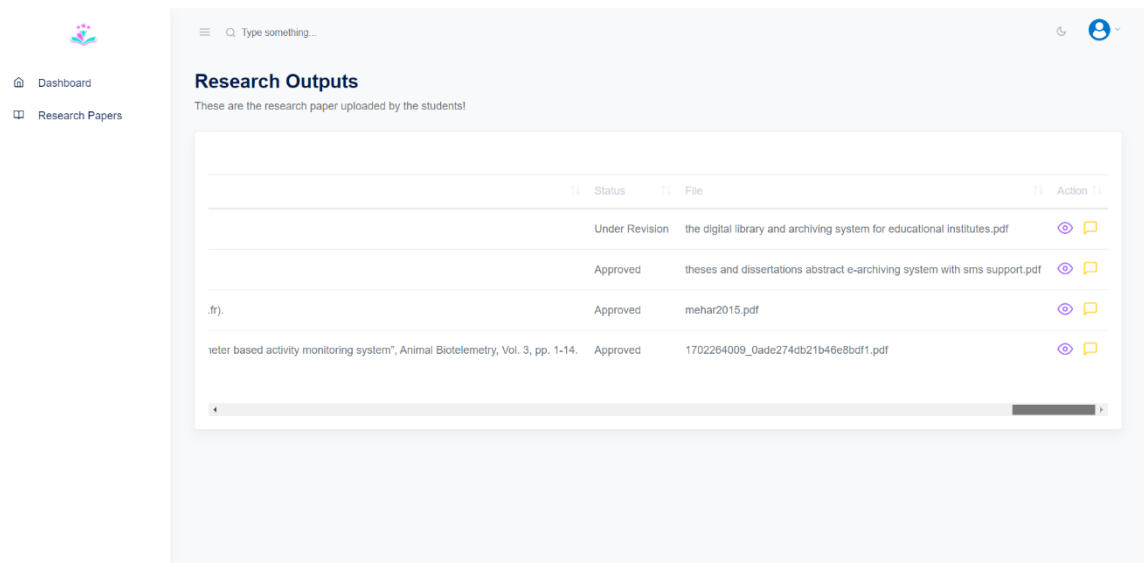 Type something...
Dashboard
Research Papers
Research Outputs
These are the research paper uploaded by the students!
Status File Action
Under Revision the digital library and archiving system for educational institutes.pdf
Approved theses and dissertations abstract e-archiving system with sms support.pdf
.fr). Approved mehar2015.pdf
neter based activity monitoring system”, Animal Biotelemetry, Vol. 3, pp. 1-14. Approved 1702264009_0ade274db21b46e8bdf1.pdf